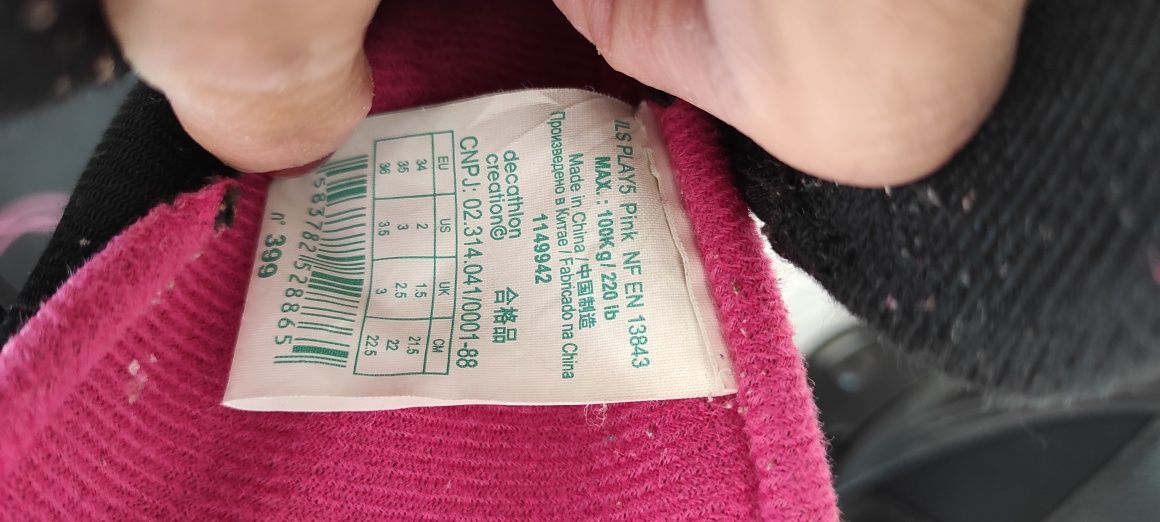 ILS PLAY5 Pink NF EN 13843
MAX. : 100Kg / 220 lb
Made in China / 中国制造
Произведено в Китае / Fabricado na China
1149942
decathlon
creation© 合格品
CNPJ: 02.314.041/0001-88
EU US UK CM
34 2 1.5 21.5
35 3 2.5 22
36 3.5 3 22.5
583782528865
n° 399